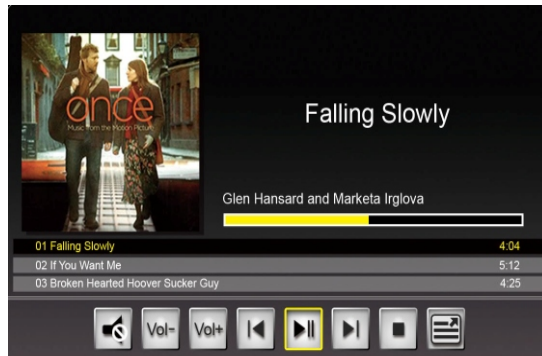 once
Music from the Motion Picture
Falling Slowly
Glen Hansard and Marketa Irglova
01 Falling Slowly 4:04
02 If You Want Me 5:12
03 Broken Hearted Hoover Sucker Guy 4:25
Vol- Vol+